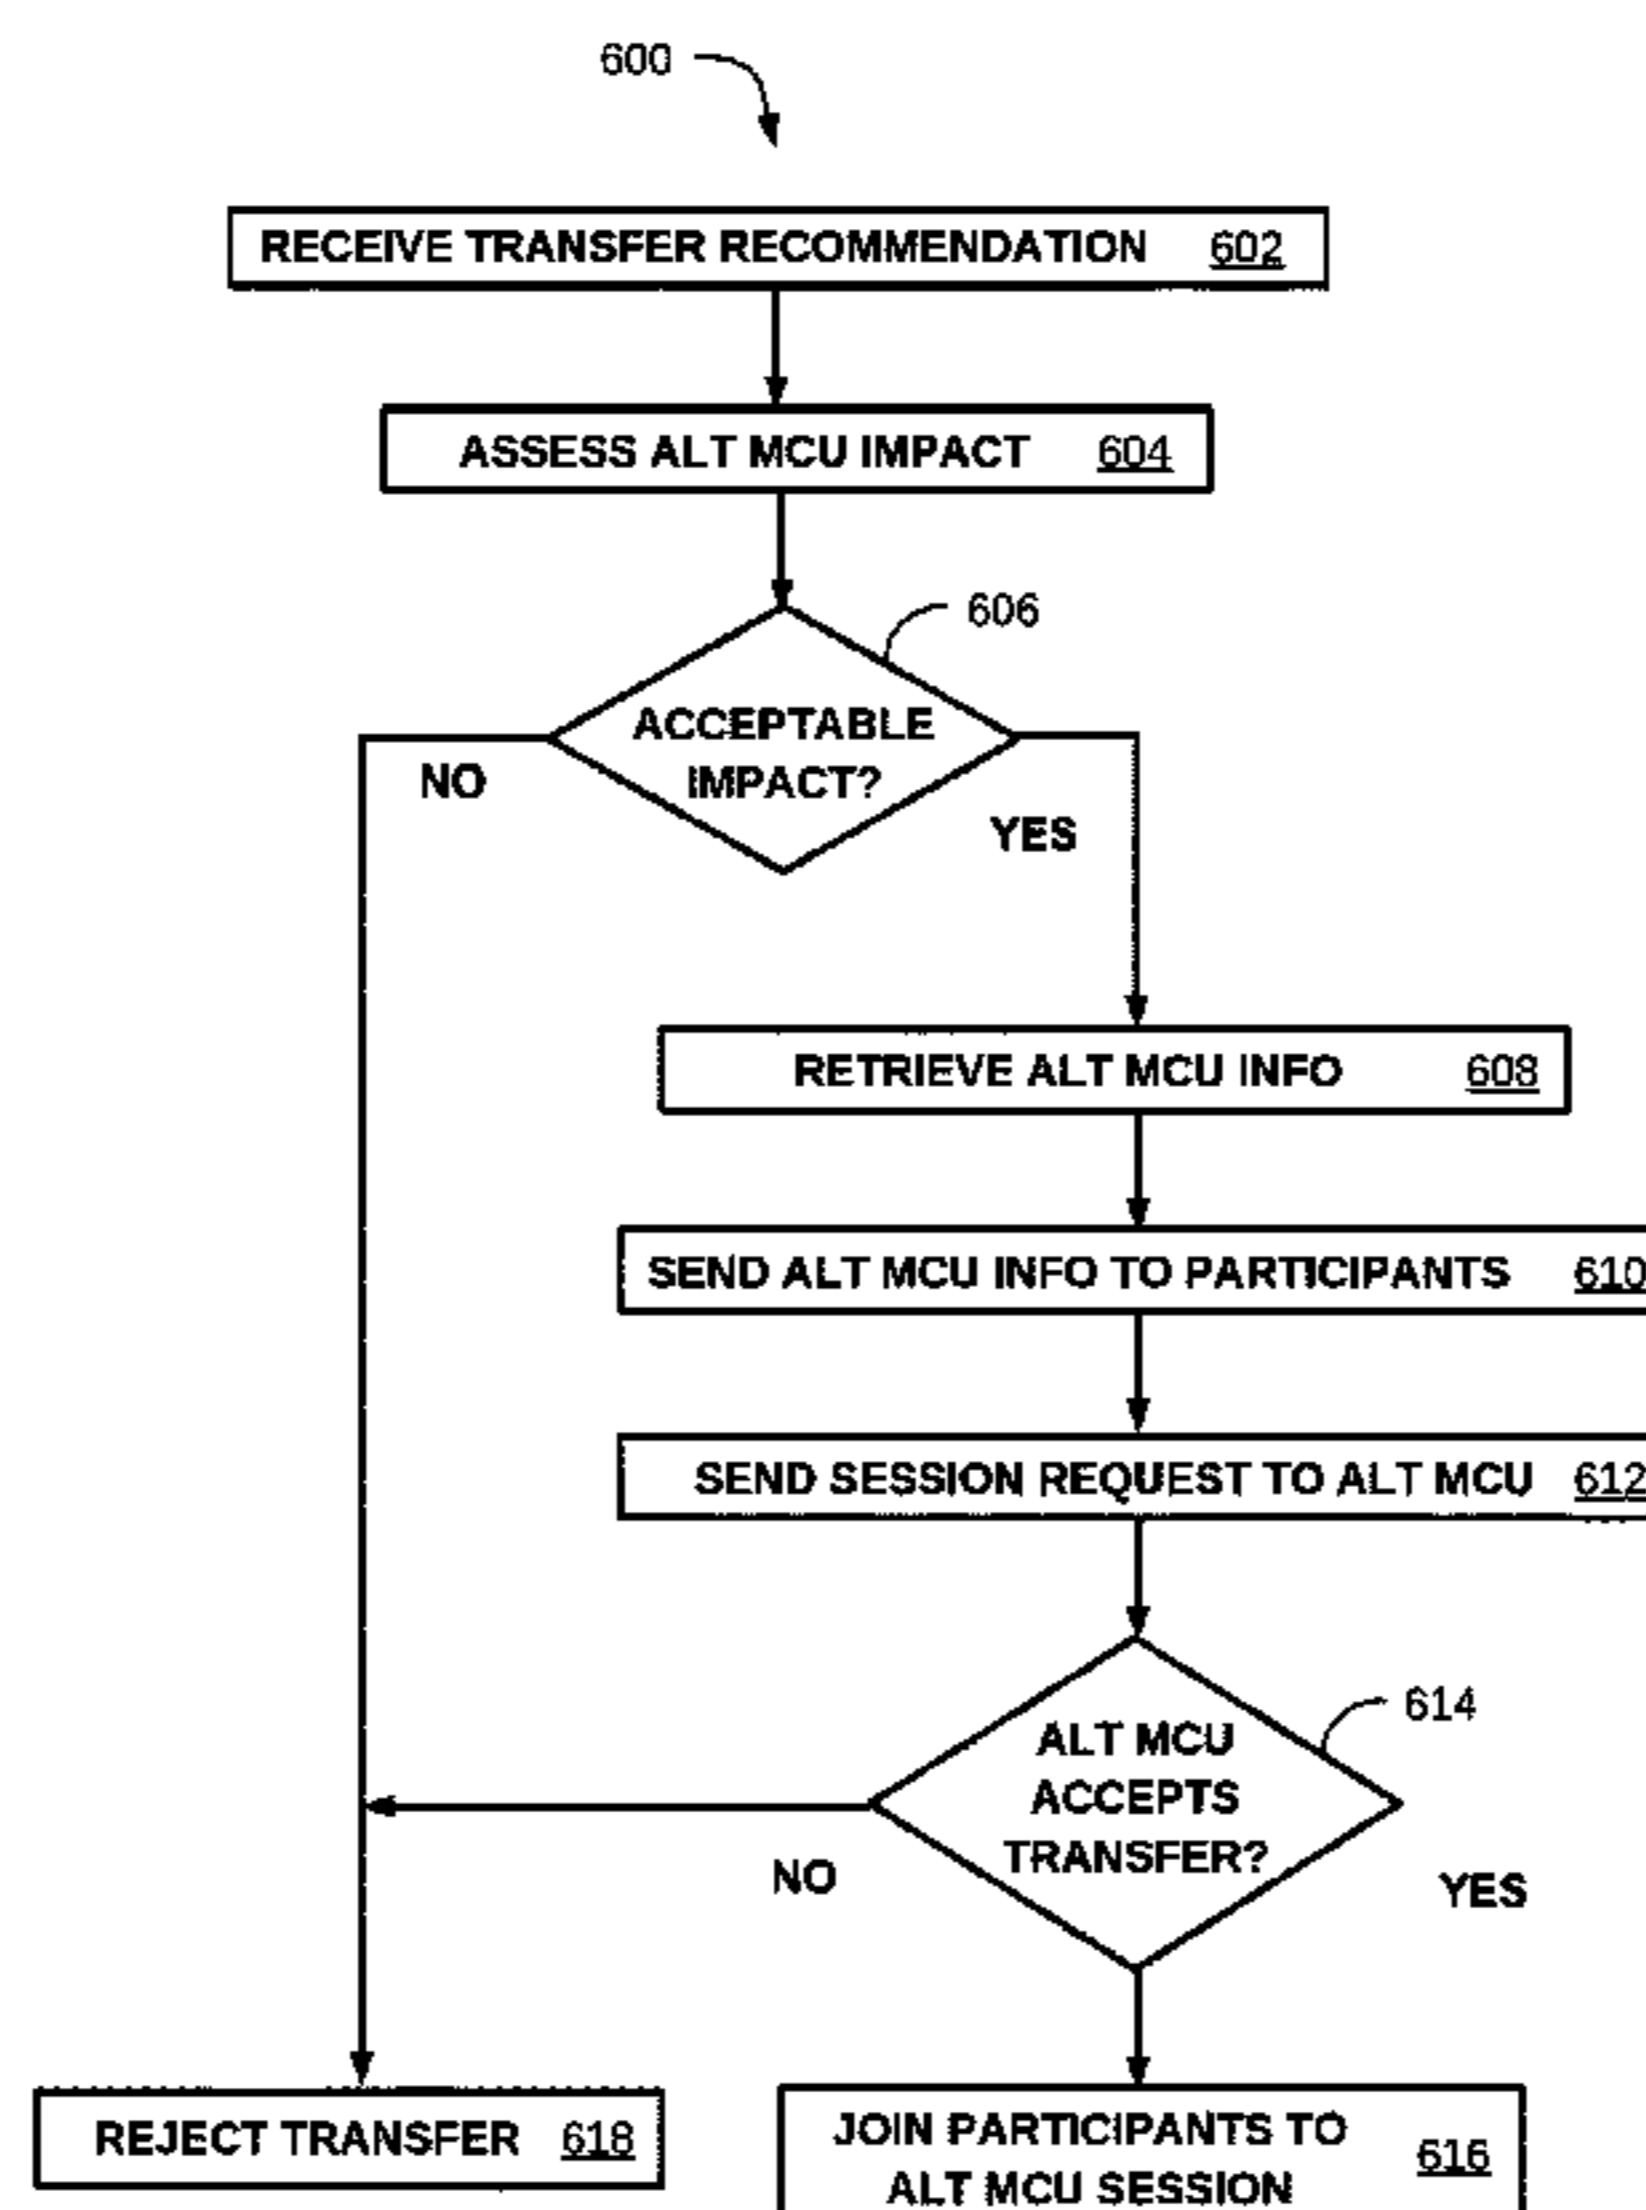 600
RECEIVE TRANSFER RECOMMENDATION 602
ASSESS ALT MCU IMPACT 604
606
ACCEPTABLE
IMPACT?
NO
YES
RETRIEVE ALT MCU INFO 608
SEND ALT MCU INFO TO PARTICIPANTS 610
SEND SESSION REQUEST TO ALT MCU 612
614
ALT MCU
ACCEPTS
TRANSFER?
NO
YES
REJECT TRANSFER 618
JOIN PARTICIPANTS TO
ALT MCU SESSION
616